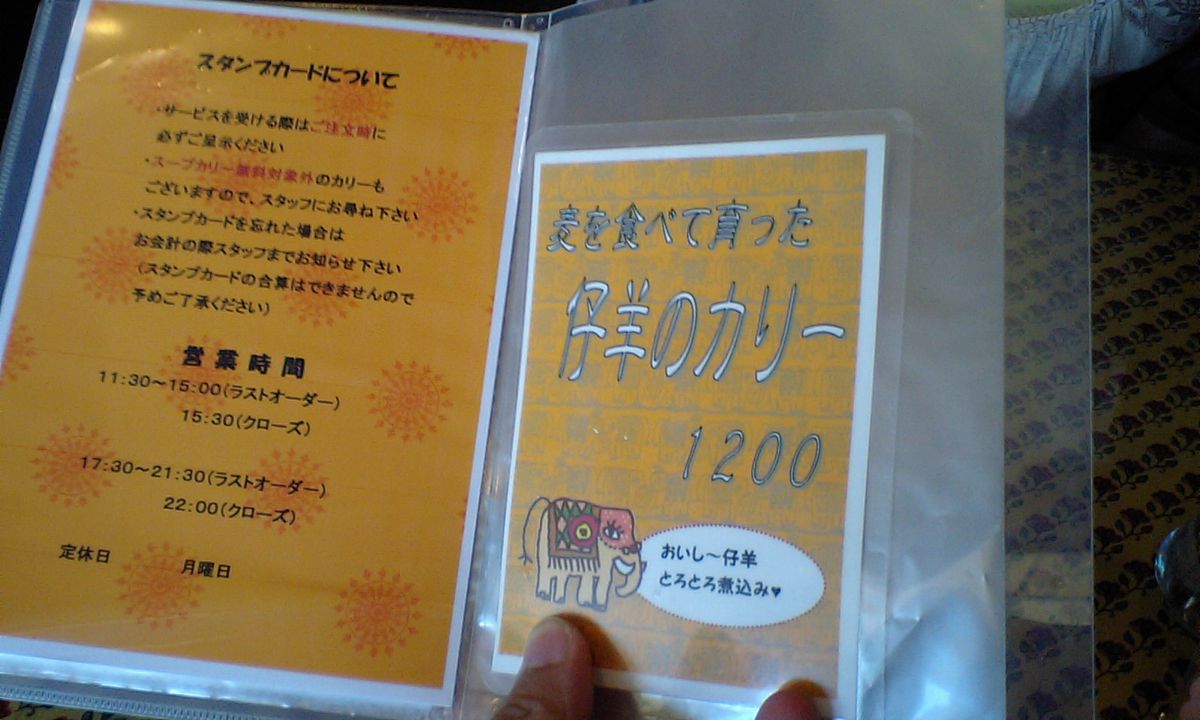 スタンプカードについて
・サービスを受ける際はご注文時に
必ずご呈示ください
・スープカリー無料対象外のカリーも
ございますので、スタッフにお尋ね下さい
・スタンプカードを忘れた場合は
お会計の際スタッフまでお知らせ下さい
(スタンプカードの合算はできませんので
予めご了承ください)
営業時間
11:30～15:00(ラストオーダー)
15:30(クローズ)
17:30～21:30(ラストオーダー)
22:00(クローズ)
定休日 月曜日
麦を食べて育った
仔羊のカリー
1200
おいし～仔羊
とろとろ煮込み♥